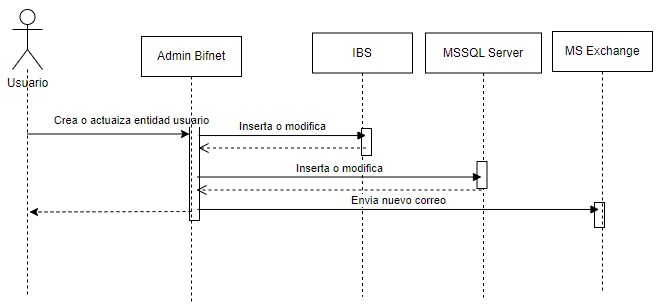 Usuario
Admin Bifnet
IBS
MSSQL Server
MS Exchange
Crea o actuaiza entidad usuario
Inserta o modifica
Inserta o modifica
Envia nuevo correo